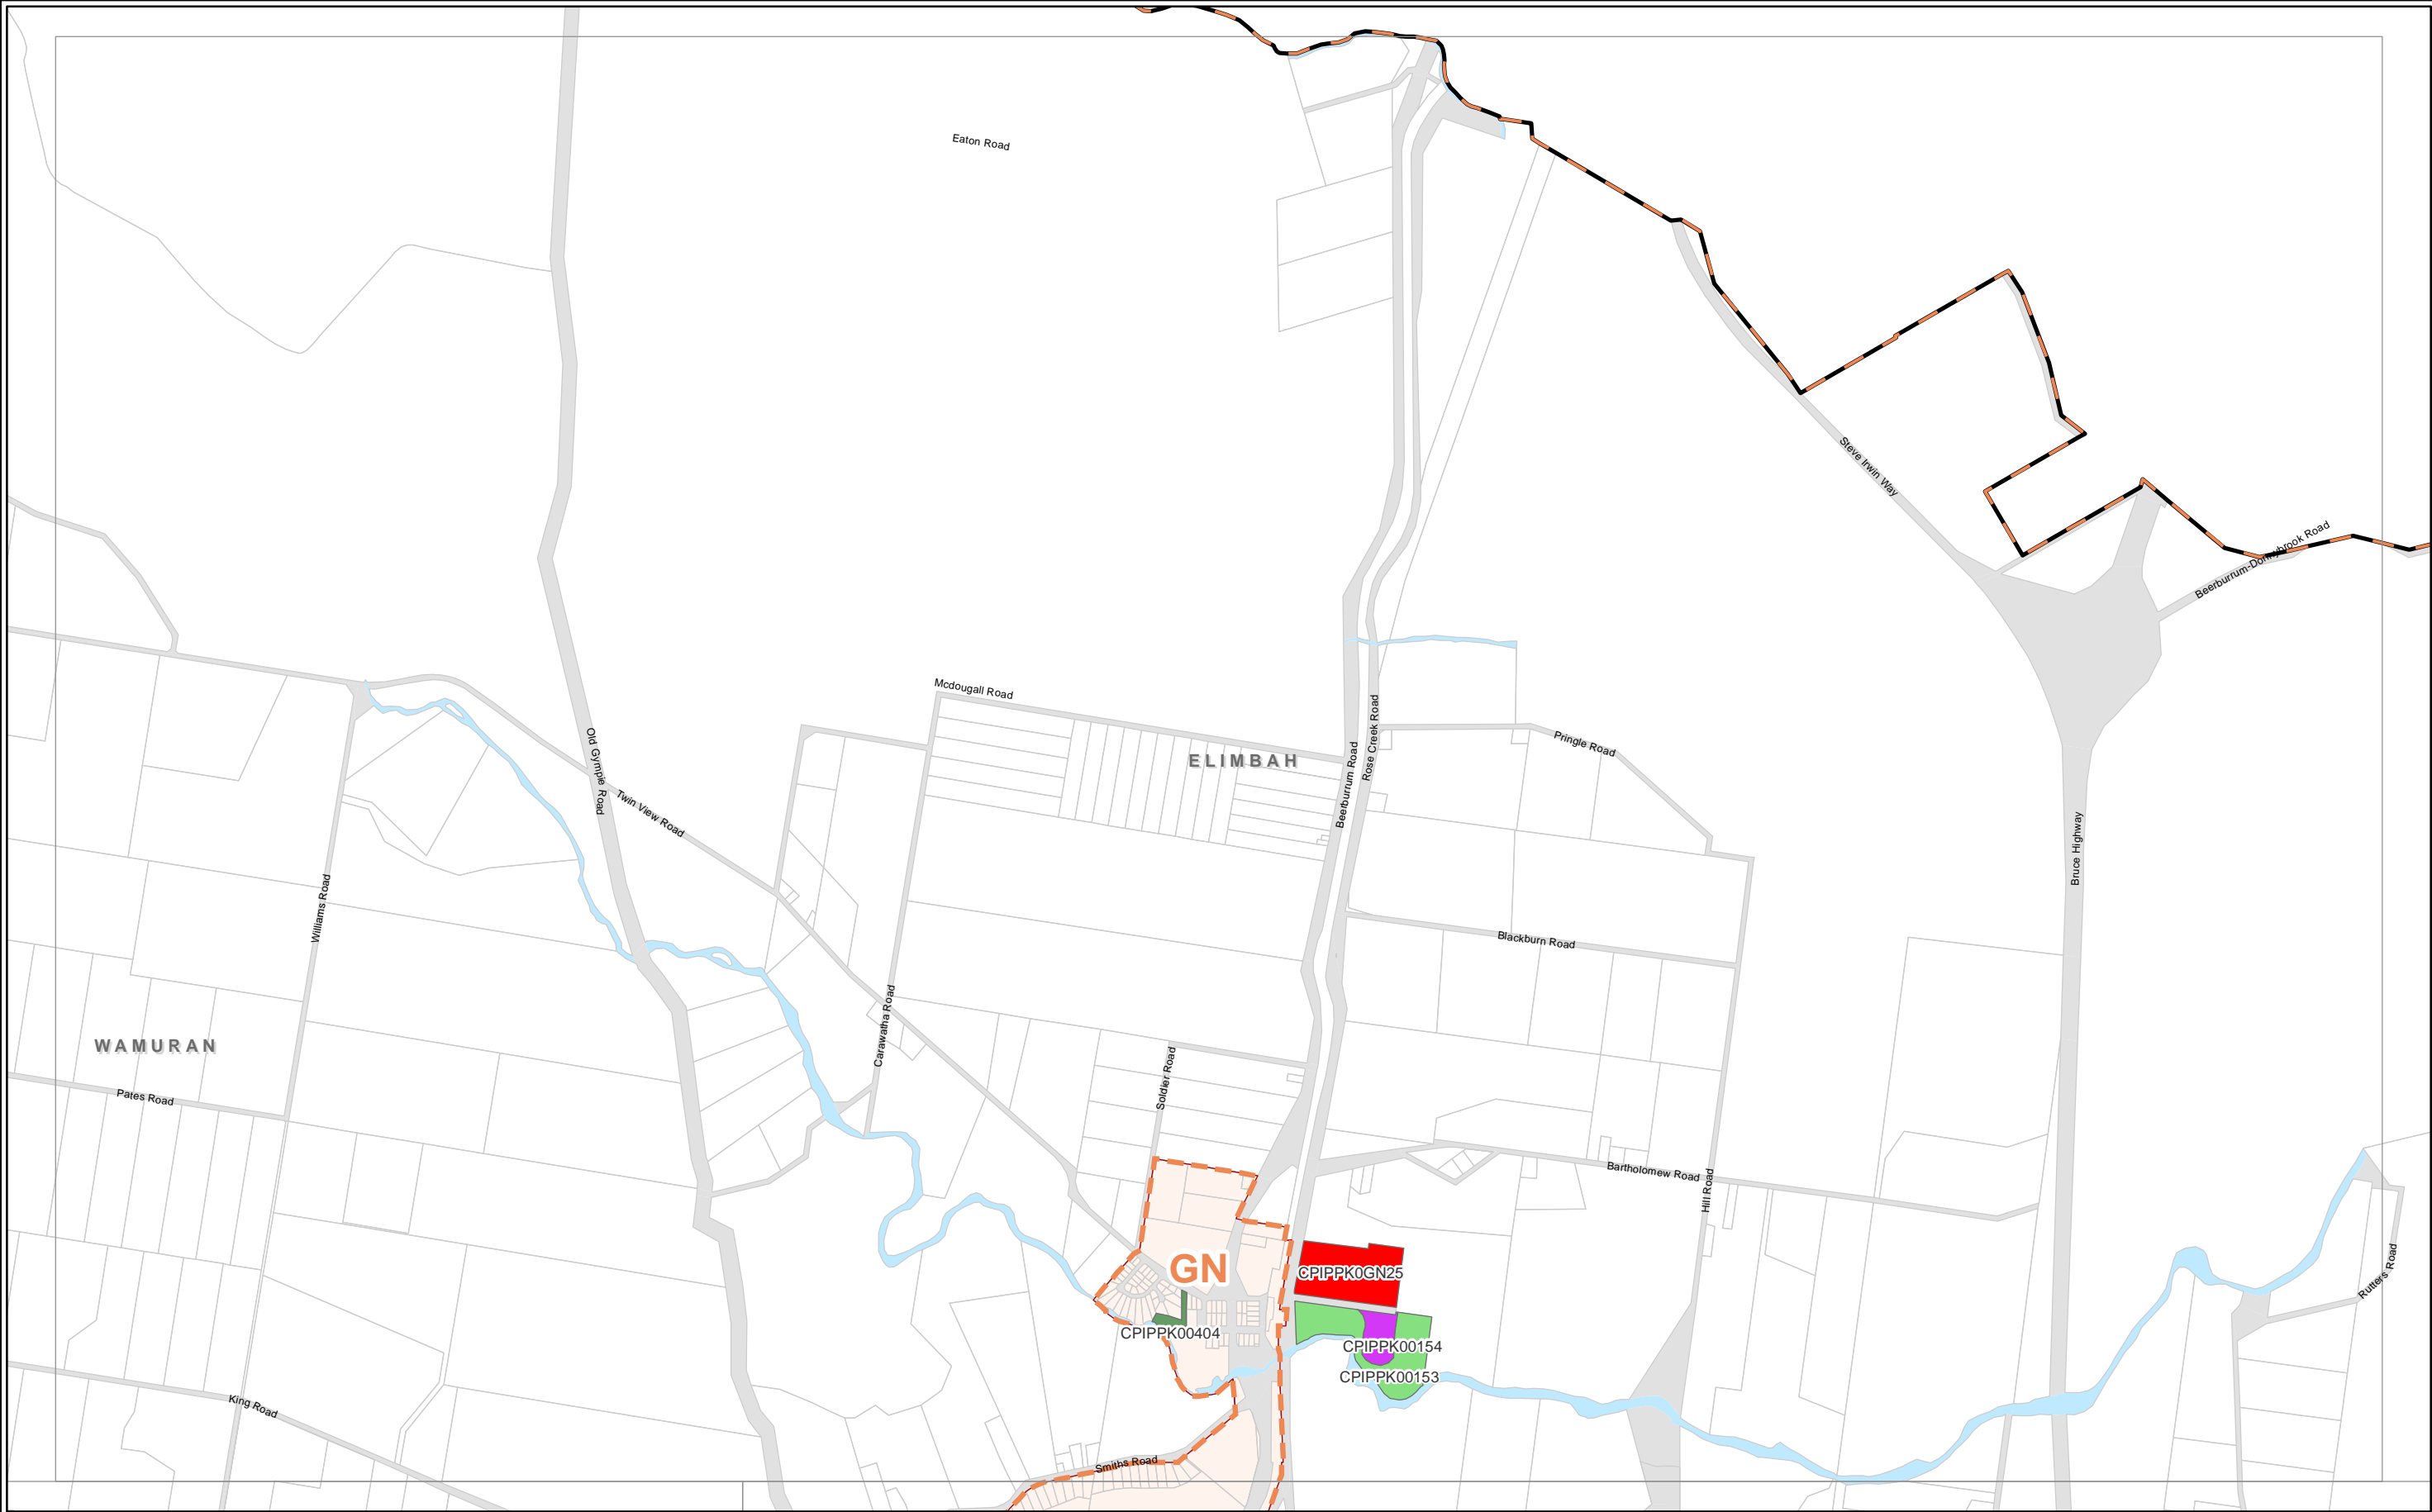 Eaton Road
Steve Irwin Way
Beerburrum-Donnybrook Road
Mcdougall Road
Old Gympie Road
Twin View Road
ELIMBAH
Beerburrum Road
Rose Creek Road
Pringle Road
Bruce Highway
Williams Road
Blackburn Road
WAMURAN
Pates Road
Carawatha Road
Soldier Road
Bartholomew Road
Hill Road
GN
CPIPPK0GN25
Rutters Road
CPIPPK00404
CPIPPK00154
CPIPPK00153
King Road
Smiths Road